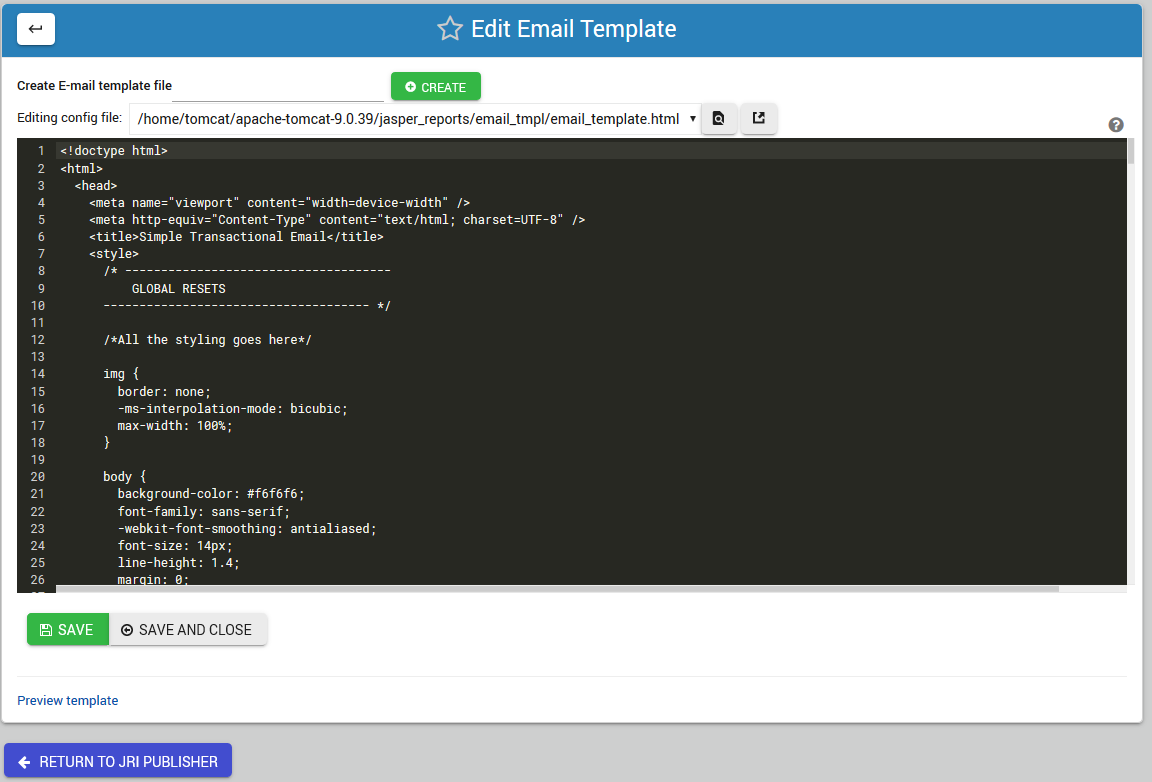 Edit Email Template
Create E-mail template file
CREATE
Editing config file: /home/tomcat/apache-tomcat-9.0.39/jasper_reports/email_tmpl/email_template.html
1 <!doctype html>
2 <html>
3 <head>
4 <meta name="viewport" content="width=device-width" />
5 <meta http-equiv="Content-Type" content="text/html; charset=UTF-8" />
6 <title>Simple Transactional Email</title>
7 <style>
8 /* -------------------------------------
9 GLOBAL RESETS
10 ------------------------------------- */
11
12 /*All the styling goes here*/
13
14 img {
15 border: none;
16 -ms-interpolation-mode: bicubic;
17 max-width: 100%;
18 }
19
20 body {
21 background-color: #f6f6f6;
22 font-family: sans-serif;
23 -webkit-font-smoothing: antialiased;
24 font-size: 14px;
25 line-height: 1.4;
26 margin: 0;
SAVE
SAVE AND CLOSE
Preview template
RETURN TO JRI PUBLISHER